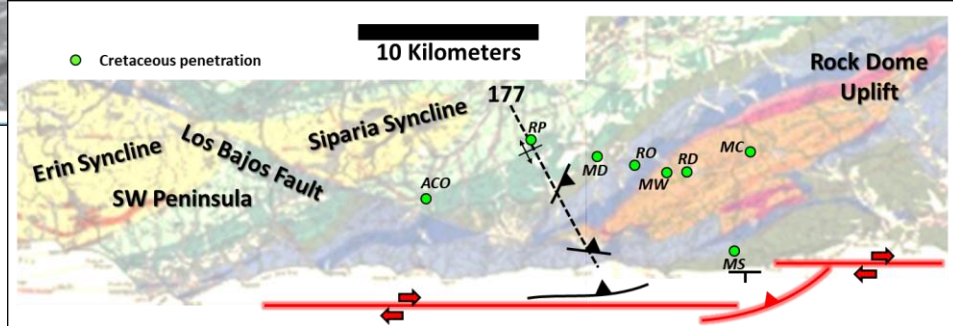 Cretaceous penetration
10 Kilometers
Rock Dome
Uplift
177
Siparia Syncline
Los Bajos Fault
Erin Syncline
SW Peninsula
RP
MD
RO
RD
MC
MW
ACO
MS